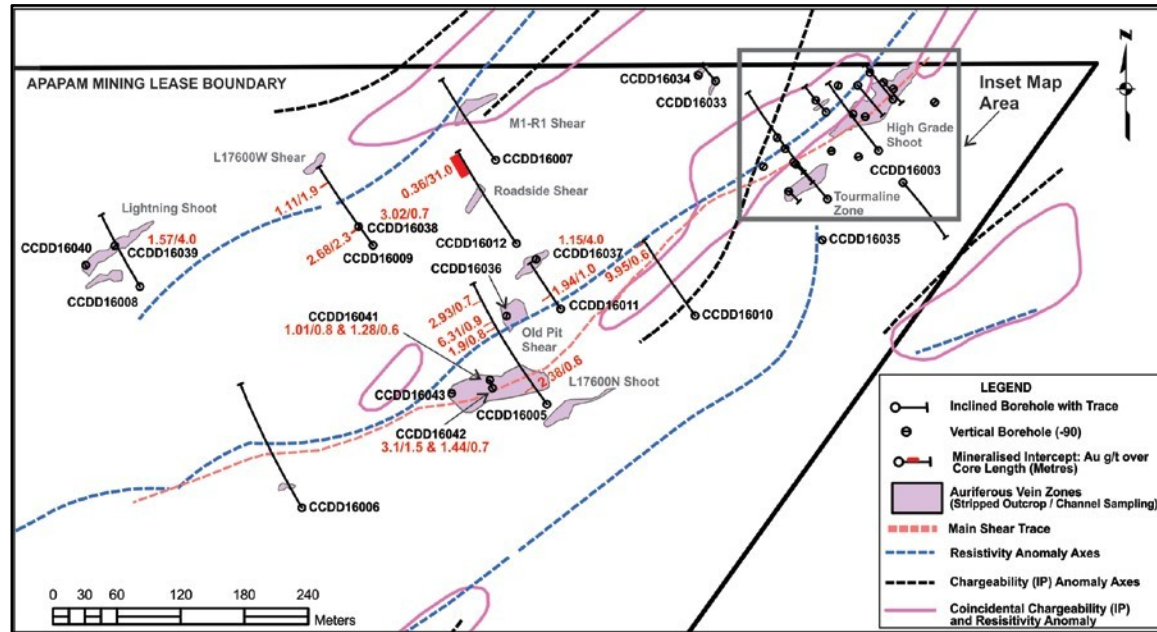 APAPAM MINING LEASE BOUNDARY
CCDD16034
CCDD16033
Z
Inset Map
Area
M1-R1 Shear
High Grade
Shoot
CCDD16007
L17600W Shear
CCDD16003
0.36/31.0
1.11/1.9
Roadside Shear
Tourmaline
Zone
Lightning Shoot
3.02/0.7
CCDD16038
CCDD16040
1.57/4.0
CCDD16039
2.68/2.3
CCDD16009
CCDD16012
1.15/4.0
CCDD16037
CCDD16035
CCDD16036
9.95/0.6
1.94/1.0
CCDD16008
CCDD16011
CCDD16010
2.93/0.7
CCDD16041
1.01/0.8 & 1.28/0.6
6.31/0.9
1.9/0.8
Old Pit
Shear
2.38/0.6
L17600N Shoot
CCDD16043
CCDD16005
CCDD16042
3.1/1.5 & 1.44/0.7
CCDD16006
LEGEND
Inclined Borehole with Trace
Vertical Borehole (-90)
Mineralised Intercept: Au g/t over
Core Length (Metres)
Auriferous Vein Zones
(Stripped Outcrop / Channel Sampling)
Main Shear Trace
Resistivity Anomaly Axes
Chargeability (IP) Anomaly Axes
Coincidental Chargeability (IP)
and Resisitivity Anomaly
0 30 60 120 180 240
Meters